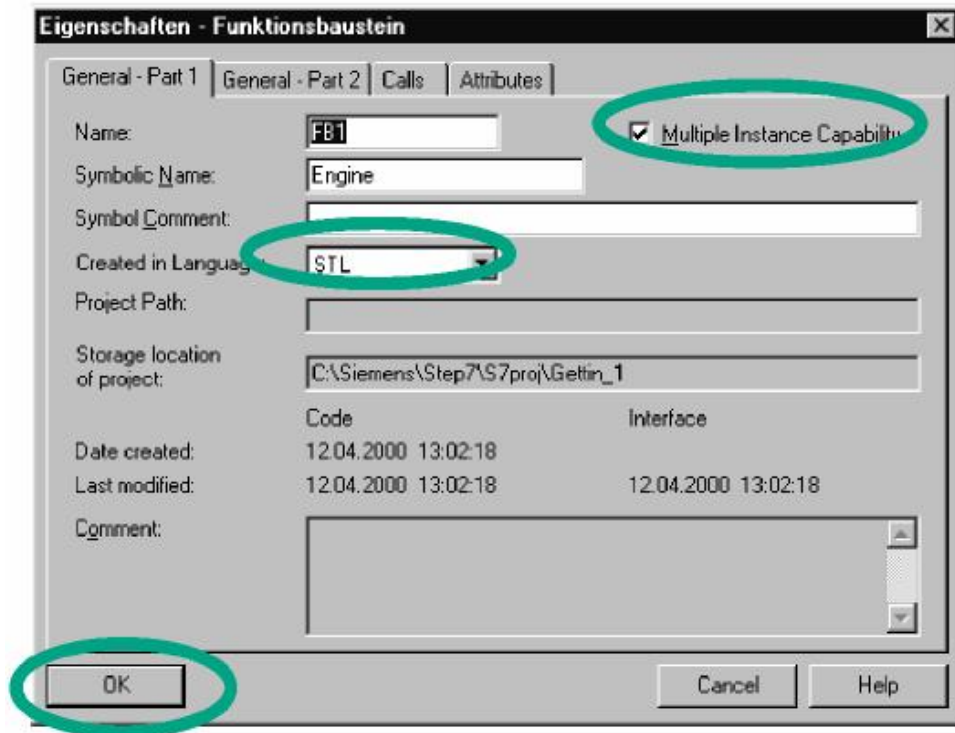 Eigenschaften - Funktionsbaustein
General - Part 1 General - Part 2 Calls Attributes
Name: FB1 Multiple Instance Capability
Symbolic Name: Engine
Symbol Comment:
Created in Language: STL
Project Path:
Storage location
of project: C:\Siemens\Step7\S7proj\Gettin_1
Code Interface
Date created: 12.04.2000 13:02:18
Last modified: 12.04.2000 13:02:18 12.04.2000 13:02:18
Comment:
OK Cancel Help